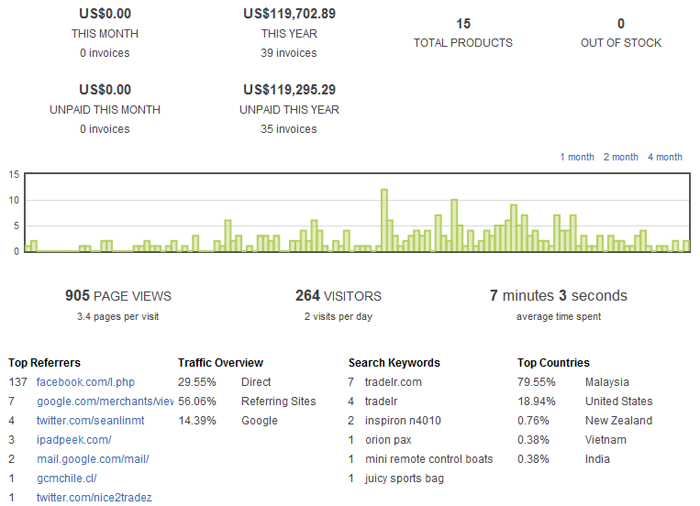 US$0.00 US$119,702.89 15 0
THIS MONTH THIS YEAR TOTAL PRODUCTS OUT OF STOCK
0 invoices 39 invoices
US$0.00 US$119,295.29
UNPAID THIS MONTH UNPAID THIS YEAR
0 invoices 35 invoices
1 month 2 month 4 month
15
10
5
0
905 PAGE VIEWS 264 VISITORS 7 minutes 3 seconds
3.4 pages per visit 2 visits per day average time spent
Top Referrers Traffic Overview Search Keywords Top Countries
137 facebook.com/l.php 29.55% Direct 7 tradelr.com 79.55% Malaysia
7 google.com/merchants/view 56.06% Referring Sites 4 tradelr 18.94% United States
4 twitter.com/seanlinmt 14.39% Google 2 inspiron n4010 0.76% New Zealand
3 ipadpeek.com/ 1 orion pax 0.38% Vietnam
2 mail.google.com/mail/ 1 mini remote control boats 0.38% India
1 gcmchile.cl/ 1 juicy sports bag
1 twitter.com/nice2tradez